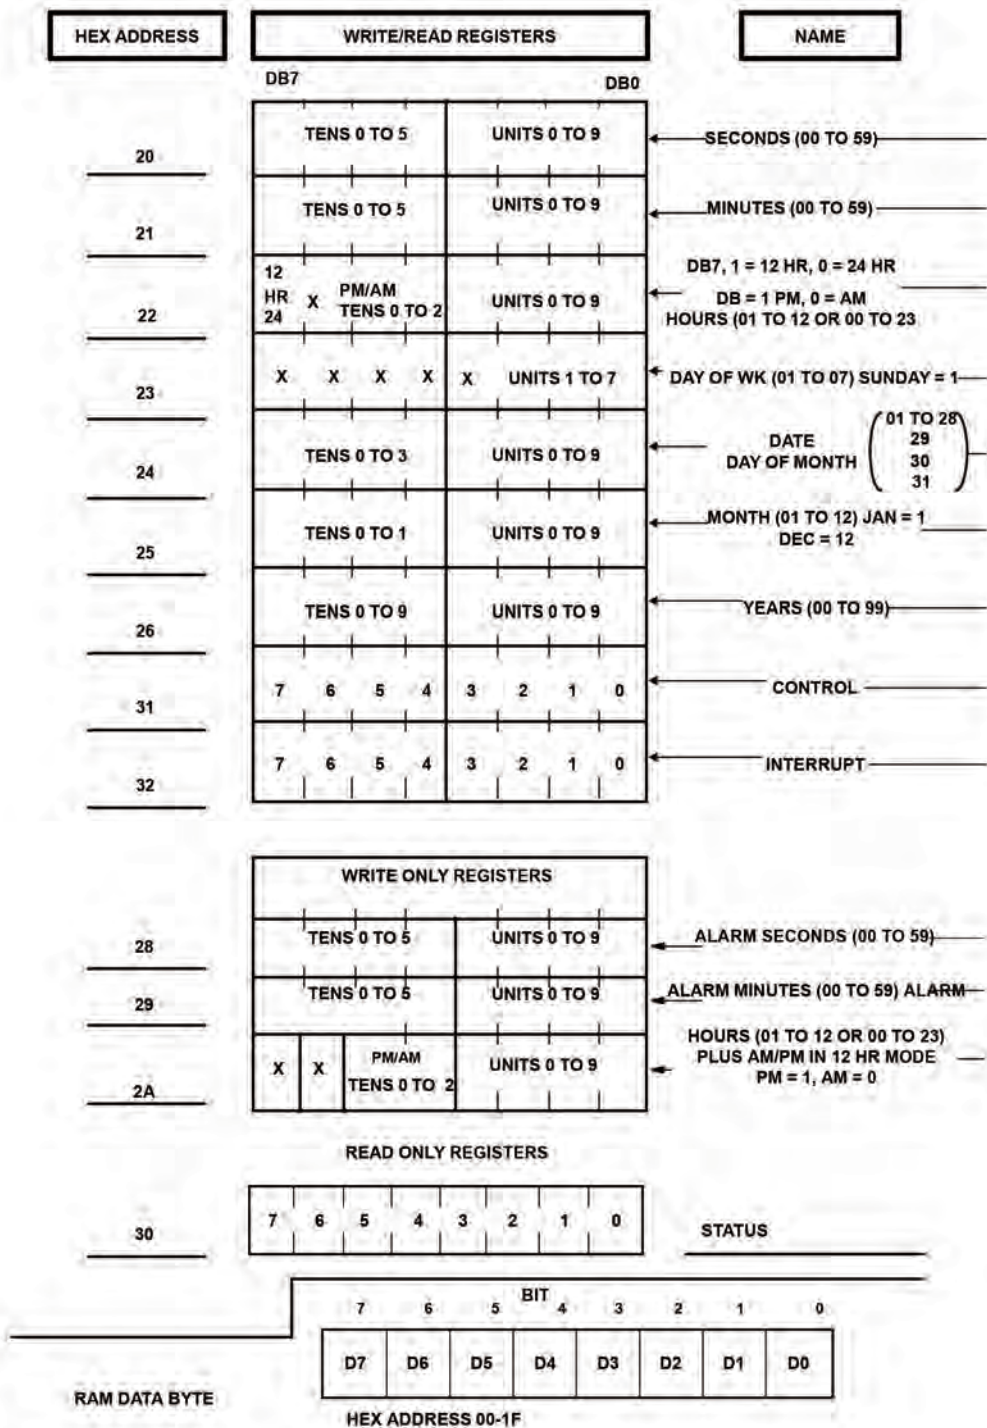 HEX ADDRESS WRITE/READ REGISTERS NAME
DB7 DB0
20 TENS 0 TO 5 UNITS 0 TO 9 SECONDS (00 TO 59)
21 TENS 0 TO 5 UNITS 0 TO 9 MINUTES (00 TO 59)
12
HR
24
22 X PM/AM
TENS 0 TO 2 UNITS 0 TO 9
DB7, 1 = 12 HR, 0 = 24 HR
DB = 1 PM, 0 = AM
HOURS (01 TO 12 OR 00 TO 23
23 X X X X X UNITS 1 TO 7 DAY OF WK (01 TO 07) SUNDAY = 1
24 TENS 0 TO 3 UNITS 0 TO 9 DATE
DAY OF MONTH
01 TO 28
29
30
31
25 TENS 0 TO 1 UNITS 0 TO 9 MONTH (01 TO 12) JAN = 1
DEC = 12
26 TENS 0 TO 9 UNITS 0 TO 9 YEARS (00 TO 99)
31 7 6 5 4 3 2 1 0 CONTROL
32 7 6 5 4 3 2 1 0 INTERRUPT
WRITE ONLY REGISTERS
28 TENS 0 TO 5 UNITS 0 TO 9 ALARM SECONDS (00 TO 59)
29 TENS 0 TO 5 UNITS 0 TO 9 ALARM MINUTES (00 TO 59) ALARM
2A X X PM/AM
TENS 0 TO 2 UNITS 0 TO 9
HOURS (01 TO 12 OR 00 TO 23)
PLUS AM/PM IN 12 HR MODE
PM = 1, AM = 0
READ ONLY REGISTERS
30 7 6 5 4 3 2 1 0 STATUS
BIT
7 6 5 4 3 2 1 0
RAM DATA BYTE D7 D6 D5 D4 D3 D2 D1 D0
HEX ADDRESS 00-1F